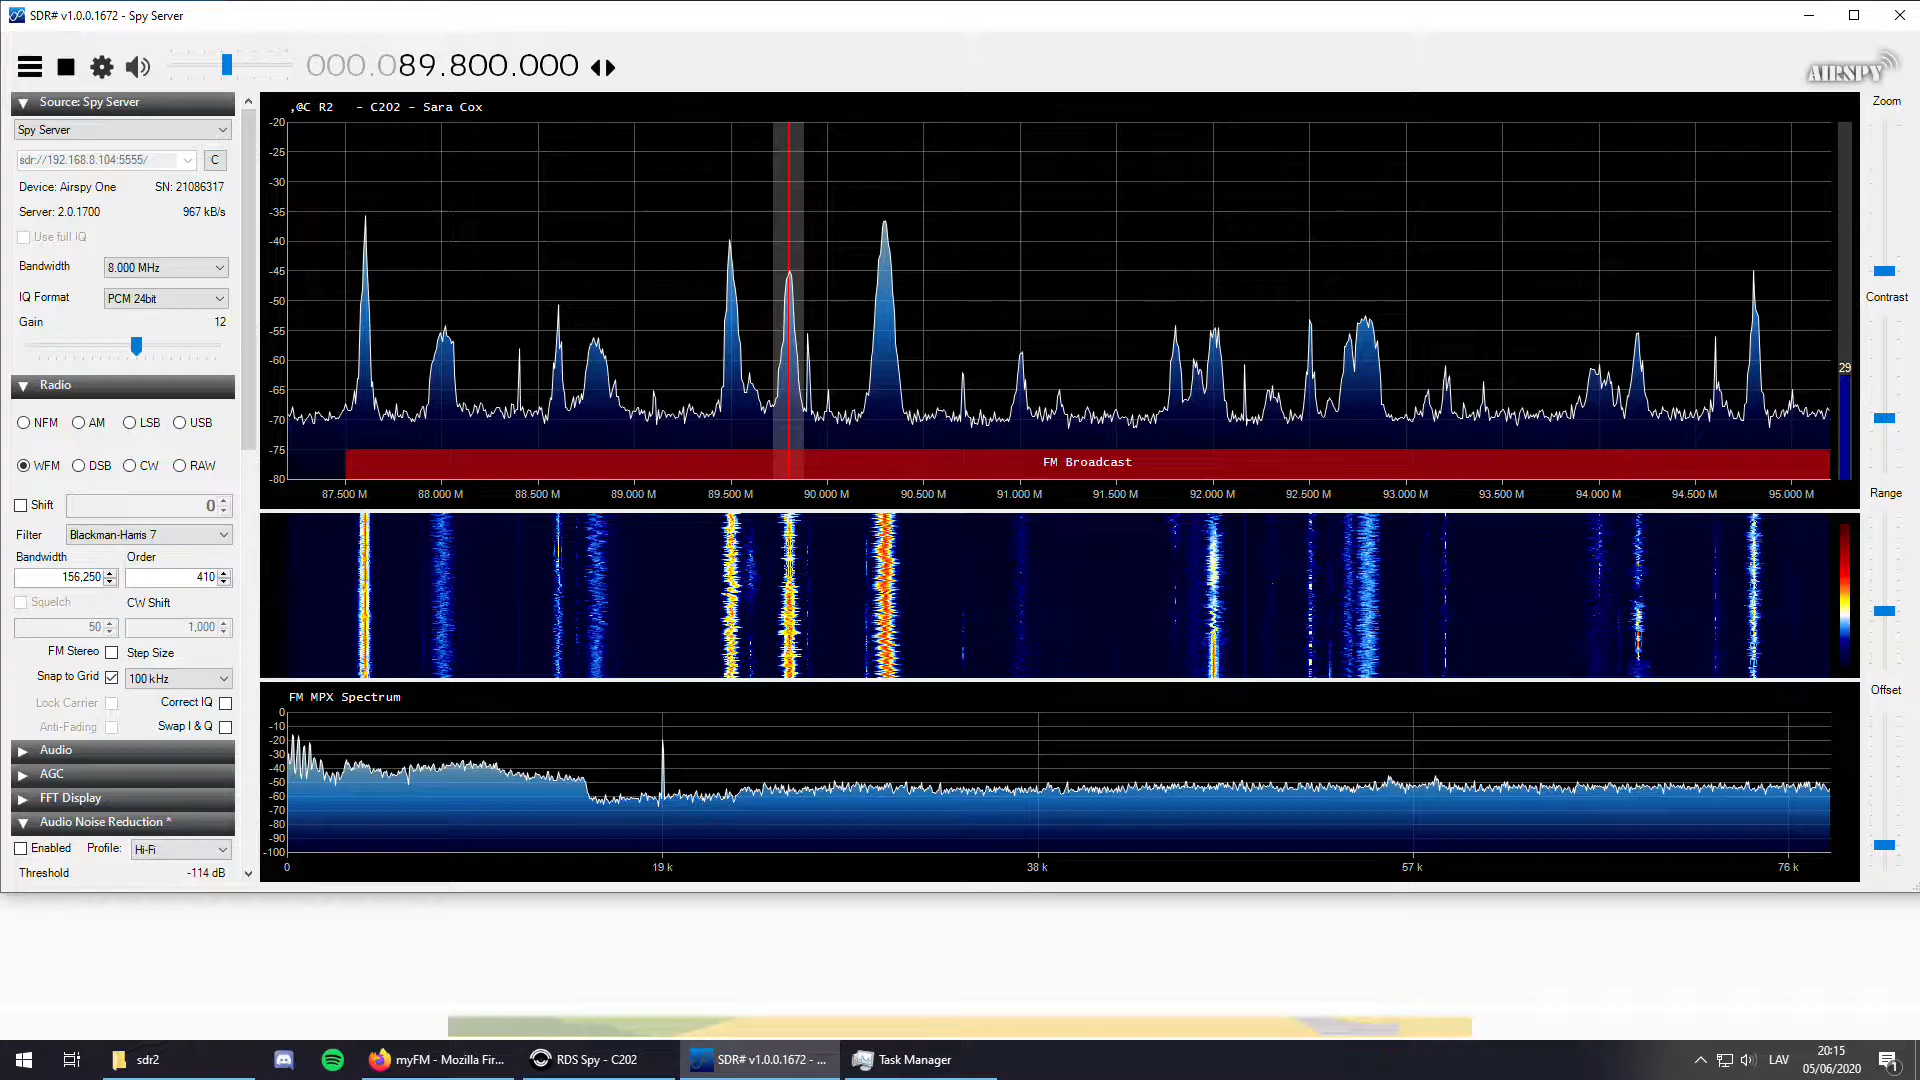 SDR# v1.0.0.1672 - Spy Server
000.089.800.000
AIRSPY
Source: Spy Server
Spy Server
sdr://192.168.8.104:5555/
C
Device: Airspy One SN: 21086317
Server: 2.0.1700 967 kB/s
Use full IQ
Bandwidth 8.000 MHz
IQ Format PCM 24bit
Gain 12
Radio
NFM AM LSB USB
WFM DSB CW RAW
Shift 0
Filter Blackman-Harris 7
Bandwidth Order
156,250 410
Squelch CW Shift
50 1,000
FM Stereo Step Size
Snap to Grid 100 kHz
Lock Carrier Correct IQ
Anti-Fading Swap I & Q
Audio
AGC
FFT Display
Audio Noise Reduction *
Enabled Profile: Hi-Fi
Threshold -114 dB
,@C R2 - C202 - Sara Cox
-20
-25
-30
-35
-40
-45
-50
-55
-60
-65
-70
-75
-80
29
FM Broadcast
87.500 M 88.000 M 88.500 M 89.000 M 89.500 M 90.000 M 90.500 M 91.000 M 91.500 M 92.000 M 92.500 M 93.000 M 93.500 M 94.000 M 94.500 M 95.000 M
FM MPX Spectrum
0
-10
-20
-30
-40
-50
-60
-70
-80
-90
-100
0 19 k 38 k 57 k 76 k
Zoom
Contrast
Range
Offset
sdr2
myFM - Mozilla Fir...
RDS Spy - C202
SDR# v1.0.0.1672 - ...
Task Manager
LAV
20:15
05/06/2020
1